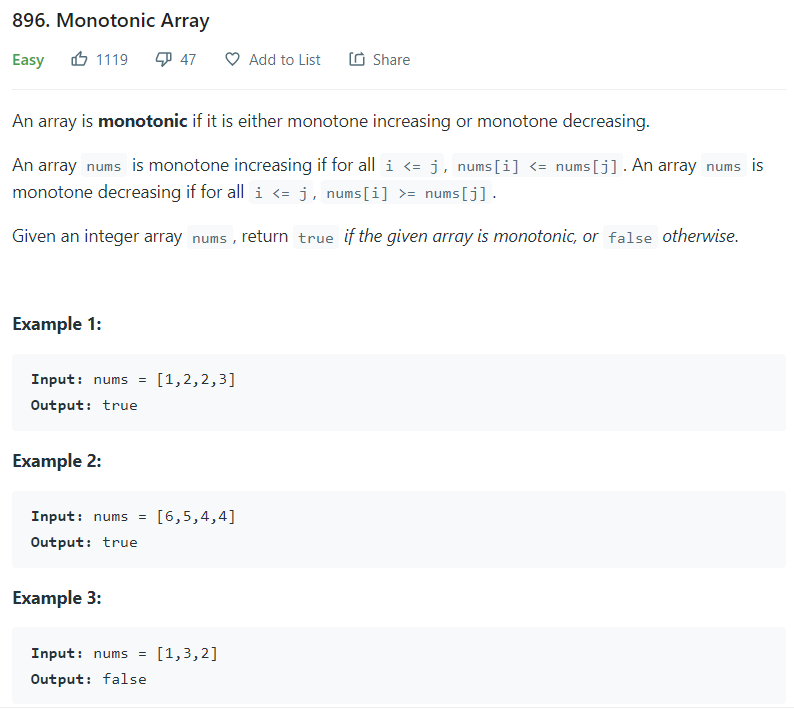 896. Monotonic Array
Easy 1119 47 Add to List Share
An array is monotonic if it is either monotone increasing or monotone decreasing.
An array nums is monotone increasing if for all i <= j, nums[i] <= nums[j]. An array nums is
monotone decreasing if for all i <= j, nums[i] >= nums[j].
Given an integer array nums, return true if the given array is monotonic, or false otherwise.
Example 1:
Input: nums = [1,2,2,3]
Output: true
Example 2:
Input: nums = [6,5,4,4]
Output: true
Example 3:
Input: nums = [1,3,2]
Output: false